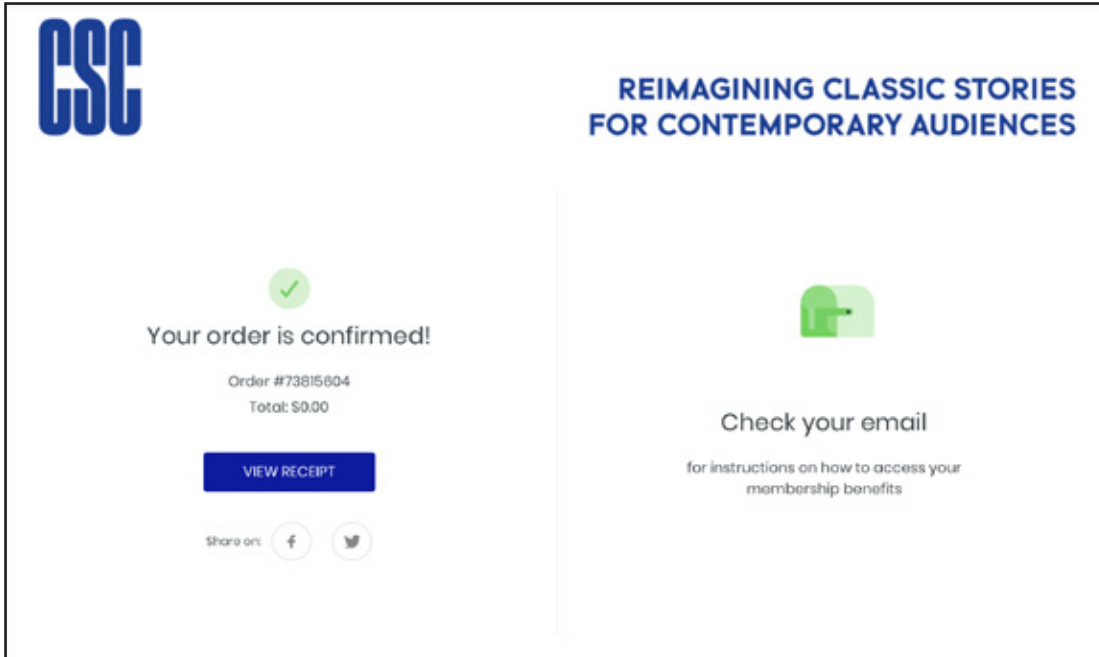 CSC
REIMAGINING CLASSIC STORIES
FOR CONTEMPORARY AUDIENCES
Your order is confirmed!
Order #73815604
Total: $0.00
VIEW RECEIPT
Share on:
Check your email
for instructions on how to access your
membership benefits